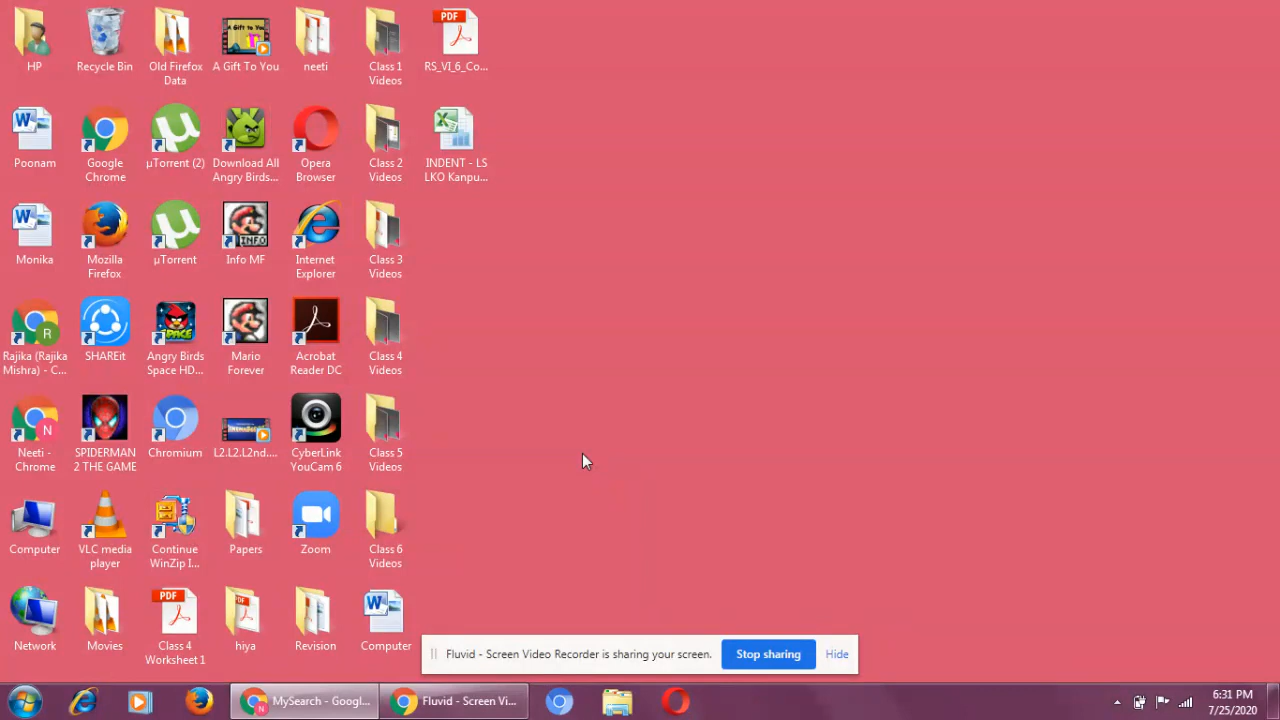 HP
Recycle Bin
Old Firefox
Data
A Gift to You
A Gift To You
neeti
Class 1
Videos
PDF
RS_VI_6_Co...
Poonam
Google
Chrome
µTorrent (2)
Download All
Angry Birds...
Opera
Browser
Class 2
Videos
INDENT - LS
LKO Kanpu...
Monika
Mozilla
Firefox
µTorrent
INFO
Info MF
Internet
Explorer
Class 3
Videos
R
Rajika (Rajika
Mishra) - C...
SHAREit
SPACE
Angry Birds
Space HD...
Mario
Forever
Acrobat
Reader DC
Class 4
Videos
N
Neeti -
Chrome
SPIDERMAN
2 THE GAME
Chromium
L2.L2.L2nd....
CyberLink
YouCam 6
Class 5
Videos
Computer
VLC media
player
Continue
WinZip I...
Papers
Zoom
Class 6
Videos
Network
Movies
PDF
Class 4
Worksheet 1
PDF
hiya
Revision
Computer
Fluvid - Screen Video Recorder is sharing your screen.
Stop sharing
Hide
N
MySearch - Googl...
Fluvid - Screen Vi...
6:31 PM
7/25/2020